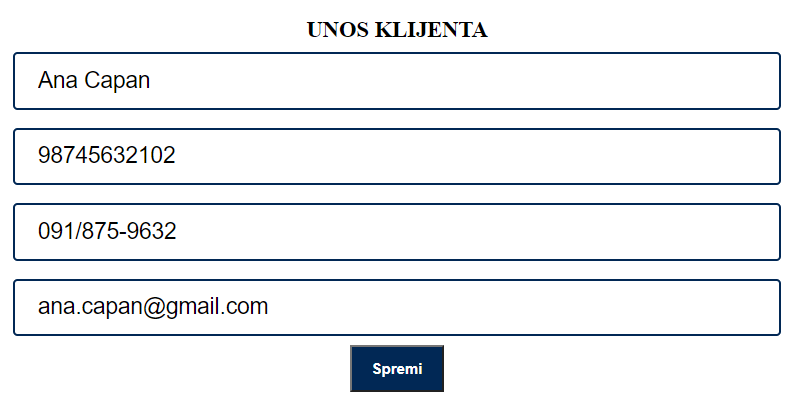 UNOS KLIJENTA
Ana Capan
98745632102
091/875-9632
ana.capan@gmail.com
Spremi